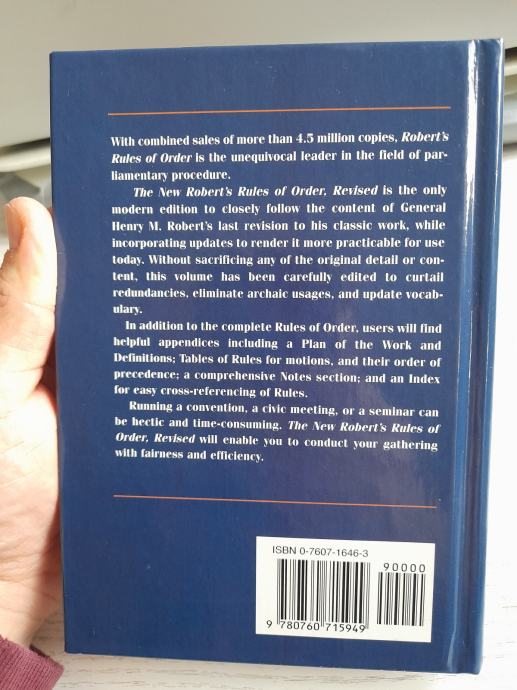 With combined sales of more than 4.5 million copies, Robert's
Rules of Order is the unequivocal leader in the field of par-
liamentary procedure.
The New Robert's Rules of Order, Revised is the only
modern edition to closely follow the content of General
Henry M. Robert's last revision to his classic work, while
incorporating updates to render it more practicable for use
today. Without sacrificing any of the original detail or con-
tent, this volume has been carefully edited to curtail
redundancies, eliminate archaic usages, and update vocab-
ulary.
In addition to the complete Rules of Order, users will find
helpful appendices including a Plan of the Work and
Definitions; Tables of Rules for motions, and their order of
precedence; a comprehensive Notes section; and an Index
for easy cross-referencing of Rules.
Running a convention, a civic meeting, or a seminar can
be hectic and time-consuming. The New Robert's Rules of
Order, Revised will enable you to conduct your gathering
with fairness and efficiency.
ISBN 0-7607-1646-3
90000
9 780760 715949